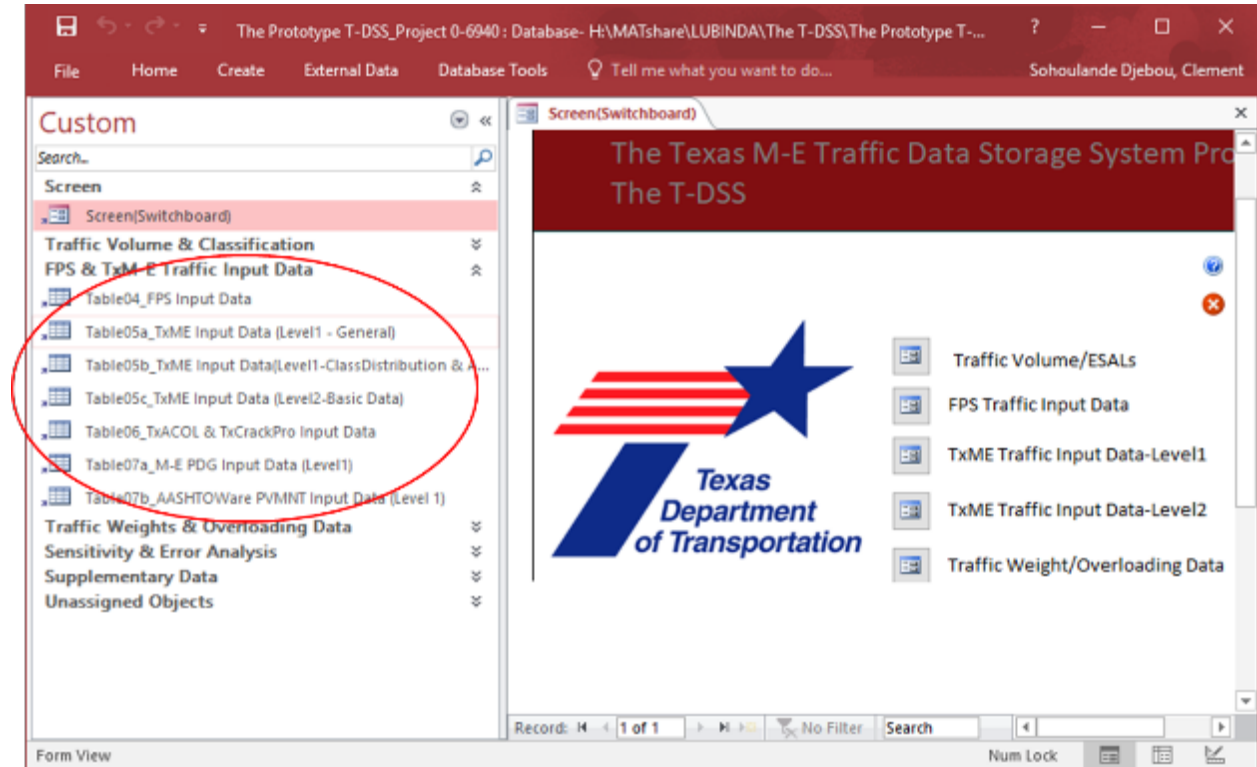 The Prototype T-DSS_Project 0-6940 : Database- H:\MATshare\LUBINDA\The T-DSS\The Prototype T-...
?
File Home Create External Data Database Tools Tell me what you want to do... Sohoulande Djebou, Clement
Custom
Search...
Screen
Screen(Switchboard)
Traffic Volume & Classification
FPS & TxM-E Traffic Input Data
Table04_FPS Input Data
Table05a_TxME Input Data (Level1 - General)
Table05b_TxME Input Data(Level1-ClassDistribution & A...
Table05c_TxME Input Data (Level2-Basic Data)
Table06_TxACOL & TxCrackPro Input Data
Table07a_M-E PDG Input Data (Level1)
Table07b_AASHTOWare PVMNT Input Data (Level 1)
Traffic Weights & Overloading Data
Sensitivity & Error Analysis
Supplementary Data
Unassigned Objects
Screen(Switchboard)
The Texas M-E Traffic Data Storage System Pro
The T-DSS
Texas
Department
of Transportation
Traffic Volume/ESALs
FPS Traffic Input Data
TxME Traffic Input Data-Level1
TxME Traffic Input Data-Level2
Traffic Weight/Overloading Data
Record: 1 of 1 No Filter Search
Form View Num Lock